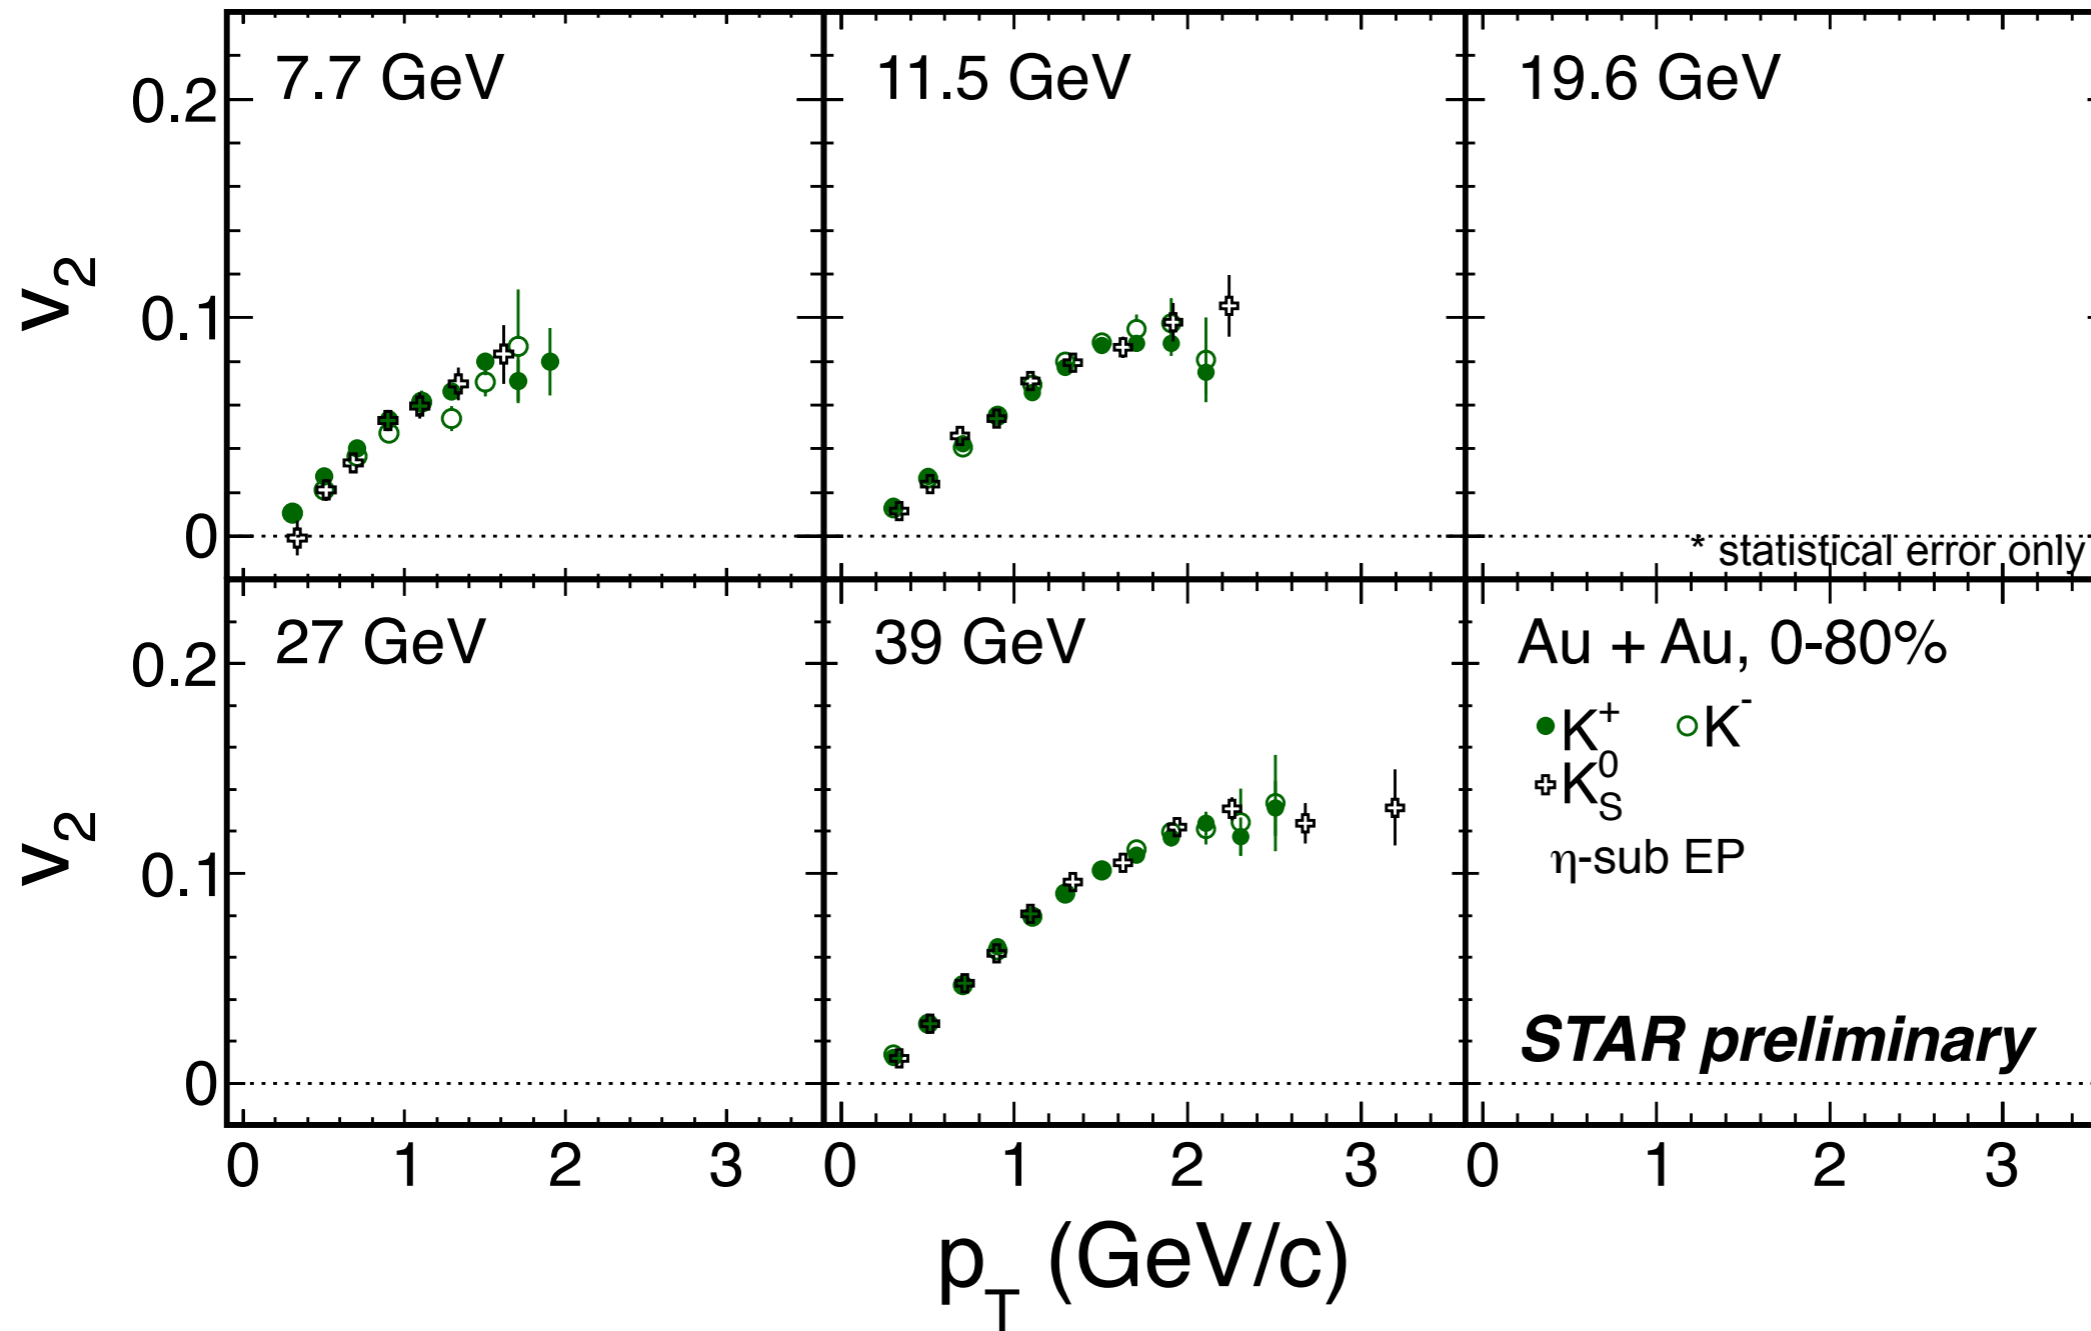 7.7 GeV
11.5 GeV
19.6 GeV
0.2
0.1
0
v2
* statistical error only
27 GeV
39 GeV
Au + Au, 0-80%
K+ K-
K0S
0
η-sub EP
STAR preliminary
0.2
0.1
0
v2
0 1 2 3 0 1 2 3 0 1 2 3
pT (GeV/c)